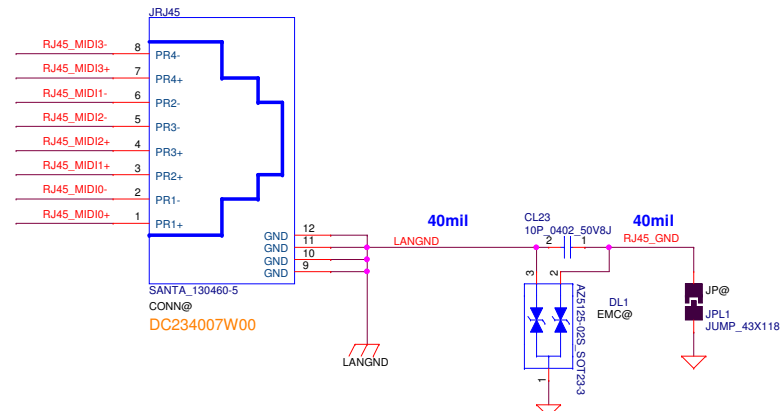 JRJ45
RJ45_MIDI3- 8 PR4-
RJ45_MIDI3+ 7 PR4+
RJ45_MIDI1- 6 PR2-
RJ45_MIDI2- 5 PR3-
RJ45_MIDI2+ 4 PR3+
RJ45_MIDI1+ 3 PR2+
RJ45_MIDI0- 2 PR1-
RJ45_MIDI0+ 1 PR1+
GND 12
GND 11
GND 10
GND 9
SANTA_130460-5
CONN@
DC234007W00
LANGND
40mil
LANGND
CL23
10P_0402_50V8J
2 1
40mil
RJ45_GND
3 2
1
AZ5125-02S_SOT23-3
DL1
EMC@
JP@
JPL1
JUMP_43X118